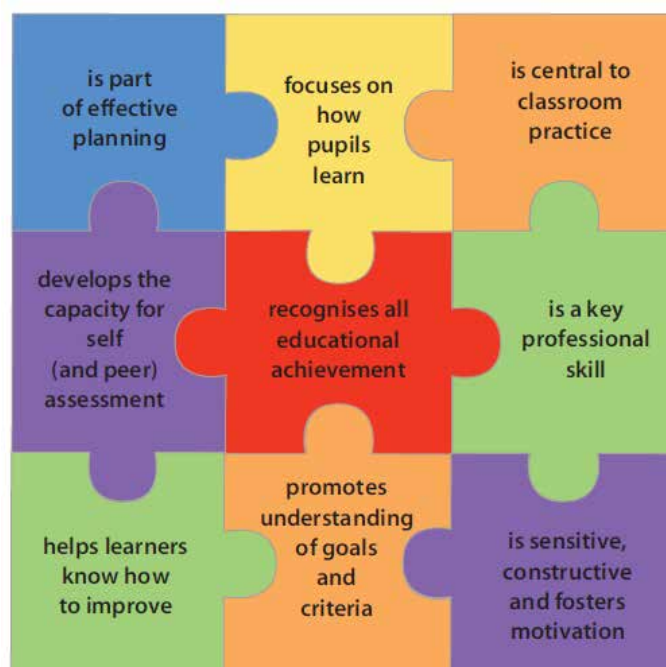 is part
of effective
planning
focuses on
how
pupils
learn
is central to
classroom
practice
develops the
capacity for
self
(and peer)
assessment
recognises all
educational
achievement
is a key
professional
skill
helps learners
know how
to improve
promotes
understanding
of goals
and
criteria
is sensitive,
constructive
and fosters
motivation